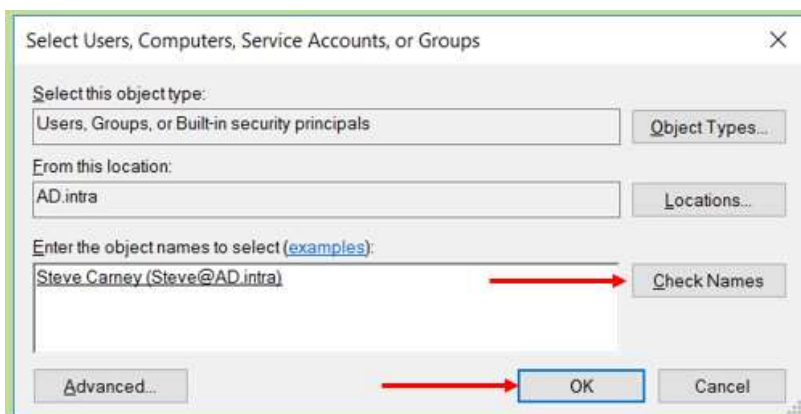 Select Users, Computers, Service Accounts, or Groups
Select this object type:
Users, Groups, or Built-in security principals
Object Types...
From this location:
AD.intra
Locations...
Enter the object names to select (examples):
Steve Carney (Steve@AD.intra)
Check Names
Advanced...
OK
Cancel